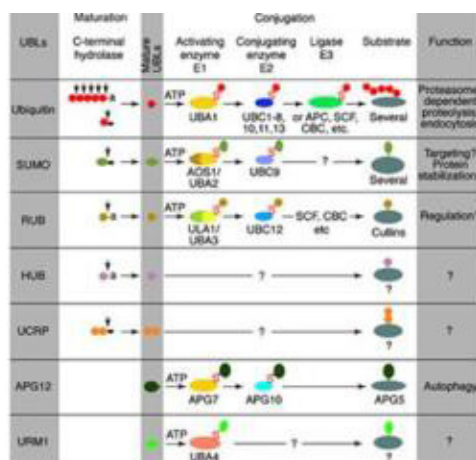 Maturation Conjugation
UBLs C-terminal hydrolase Mature UBLs Activating enzyme E1 Conjugating enzyme E2 Ligase E3 Substrate Function
Ubiquitin a ATP UBA1 UBC1-8, 10,11,13 or APC, SCF, CBC, etc. Several Proteasome dependent proteolysis endocytosis
SUMO ATP AOS1/ UBA2 UBC9 ? Several Targeting? Protein stabilization
RUB a ATP ULA1/ UBA3 UBC12 SCF, CBC etc Cullins Regulation
HUB a ? ? ?
UCRP ? ? ?
APG12 ATP APG7 APG10 APG5 Autophagy
URM1 ATP UBA4 ? ? ?